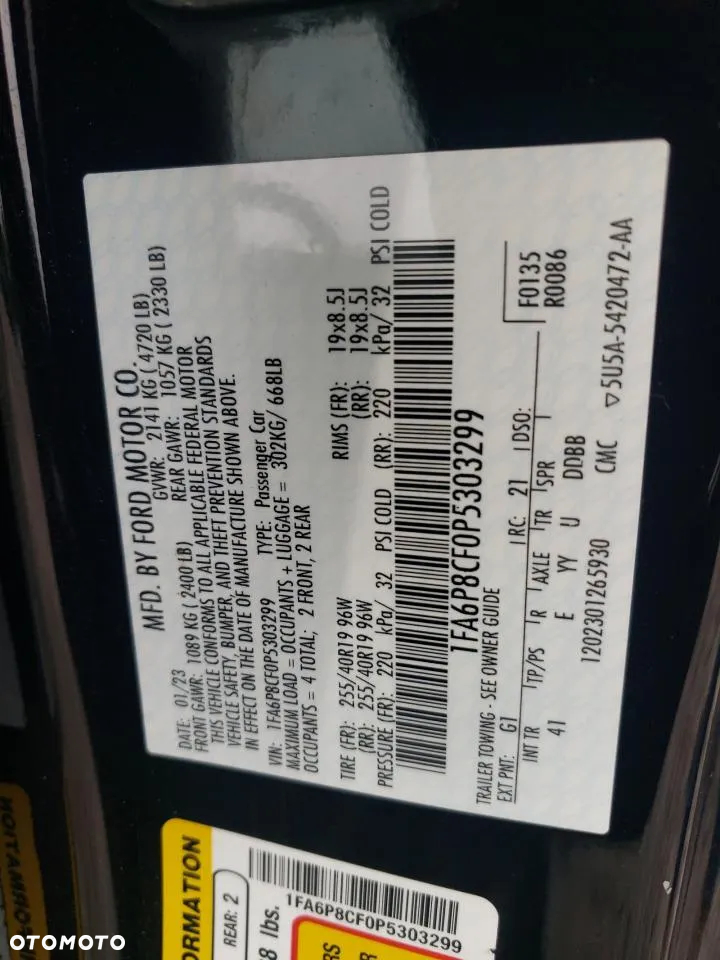 MFD. BY FORD MOTOR CO.
DATE: 01/23 GVWR: 2141 KG ( 4720 LB)
FRONT GAWR: 1089 KG ( 2400 LB) REAR GAWR: 1057 KG ( 2330 LB)
THIS VEHICLE CONFORMS TO ALL APPLICABLE FEDERAL MOTOR
VEHICLE SAFETY, BUMPER, AND THEFT PREVENTION STANDARDS
IN EFFECT ON THE DATE OF MANUFACTURE SHOWN ABOVE.
VIN: 1FA6P8CF0P5303299 TYPE: Passenger Car
MAXIMUM LOAD = OCCUPANTS + LUGGAGE = 302KG/ 668LB
OCCUPANTS = 4 TOTAL; 2 FRONT, 2 REAR
TIRE (FR): 255/40R19 96W RIMS (FR): 19x8.5J
(RR): 255/40R19 96W (RR): 19x8.5J
PRESSURE (FR): 220 kPa/ 32 PSI COLD (RR): 220 kPa/ 32 PSI COLD
1FA6P8CF0P5303299
TRAILER TOWING - SEE OWNER GUIDE
EXT PNT: G1 RC: 21 DSO: F0135
R0086
INT TR TP/PS R AXLE TR SPR
41 E YY U DDBB
1202301265930 CMC ▽5U5A-5420472-AA
ORMATION
REAR: 2
8 lbs.
1FA6P8CF0P5303299
RS
R
OTOMOTO